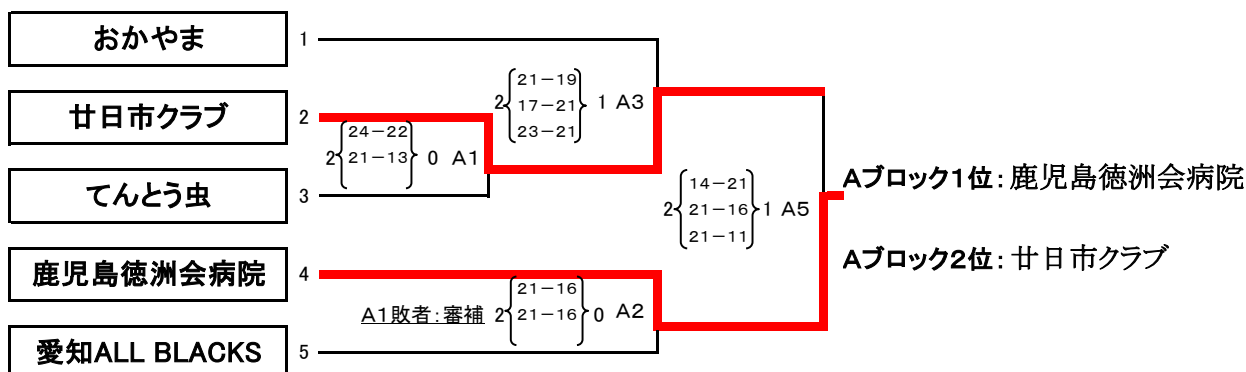 おかやま 1
21－19
2 17－21 1 A3
23－21
廿日市クラブ 2
24－22
2 21－13 0 A1
てんとう虫 3
14－21
2 21－16 1 A5
21－11
Aブロック1位：鹿児島徳洲会病院
Aブロック2位：廿日市クラブ
鹿児島徳洲会病院 4
21－16
A1敗者：審補 2 21－16 0 A2
愛知ALL BLACKS 5